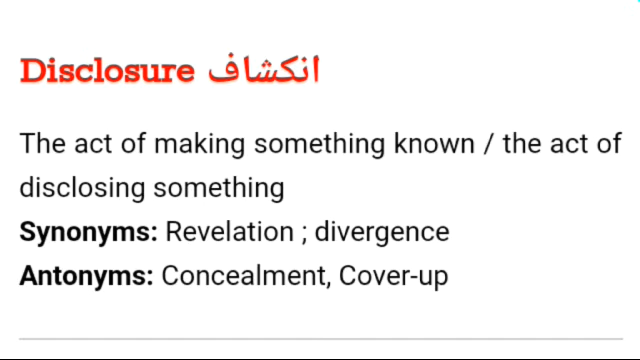 Disclosure انکشاف
The act of making something known / the act of
disclosing something
Synonyms: Revelation ; divergence
Antonyms: Concealment, Cover-up